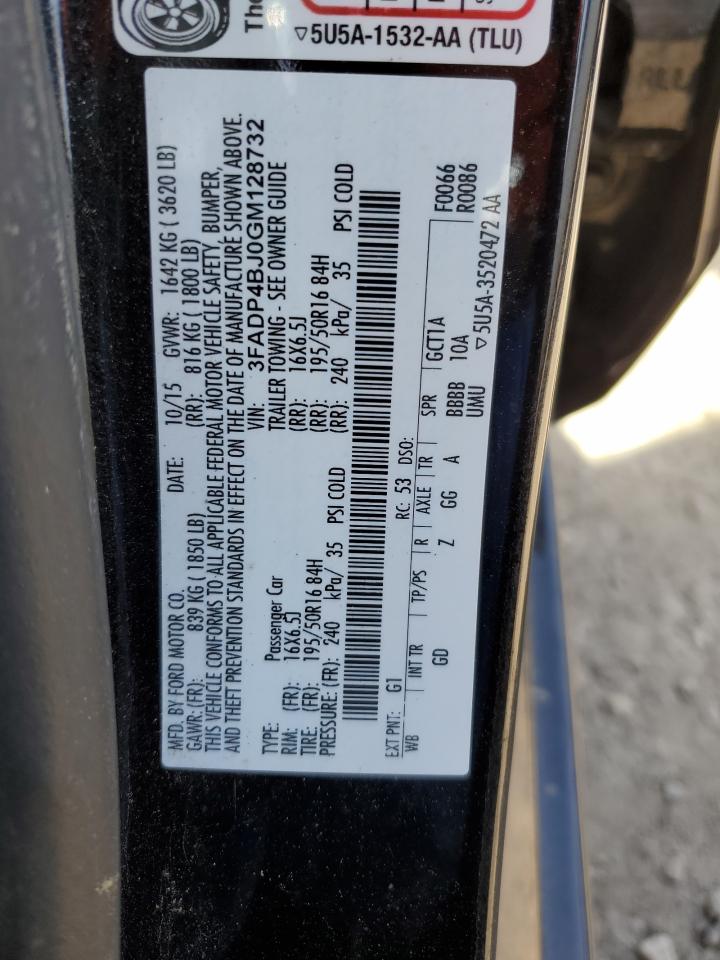 The
▽5U5A-1532-AA (TLU)
MFD. BY FORD MOTOR CO. DATE: 10/15 GVWR: 1642 KG ( 3620 LB)
GAWR: (FR): 839 KG ( 1850 LB) (RR): 816 KG ( 1800 LB)
THIS VEHICLE CONFORMS TO ALL APPLICABLE FEDERAL MOTOR VEHICLE SAFETY, BUMPER,
AND THEFT PREVENTION STANDARDS IN EFFECT ON THE DATE OF MANUFACTURE SHOWN ABOVE.
VIN: 3FADP4BJ0GM128732
TYPE: Passenger Car TRAILER TOWING - SEE OWNER GUIDE
RIM: (FR): 16X6.5J (RR): 16X6.5J
TIRE: (FR): 195/50R16 84H (RR): 195/50R16 84H
PRESSURE: (FR): 240 kPa/ 35 PSI COLD (RR): 240 kPa/ 35 PSI COLD
EXT PNT: G1 RC: 53 DSO: F0066
WB INT TR TP/PS R AXLE TR SPR GCT1A R0086
GD Z GG A BBBB 10A
UMU ▽5U5A-3520472 AA